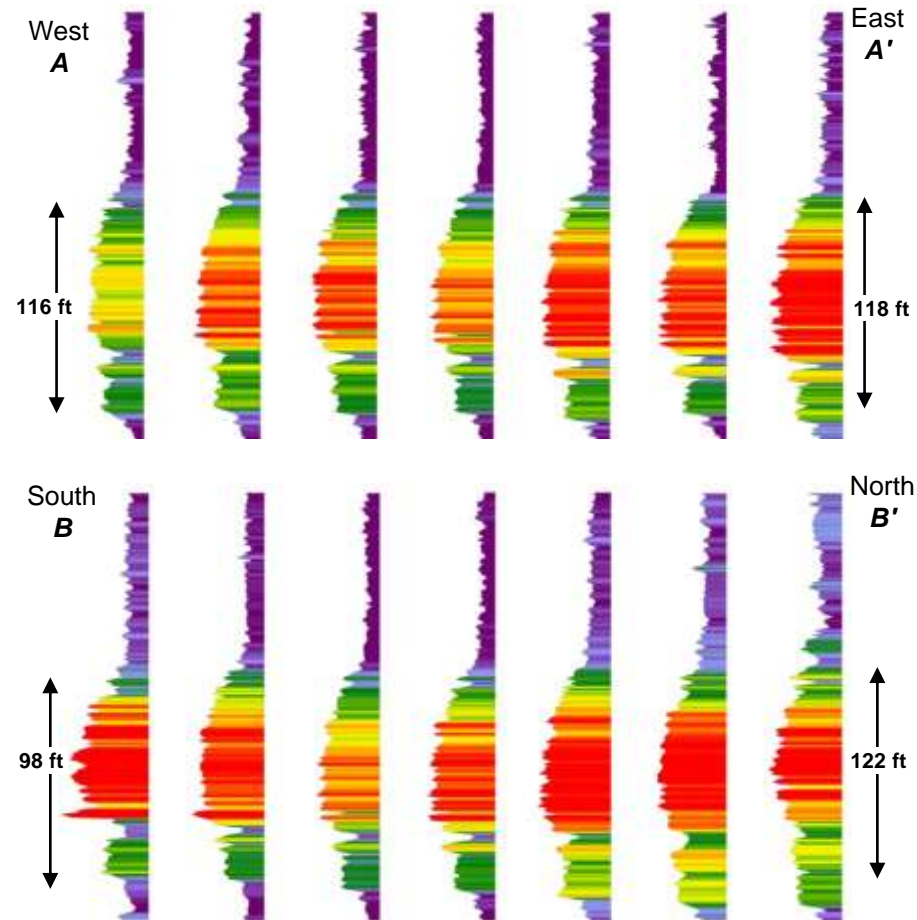 West
A
East
A'
116 ft
118 ft
South
B
North
B'
98 ft
122 ft